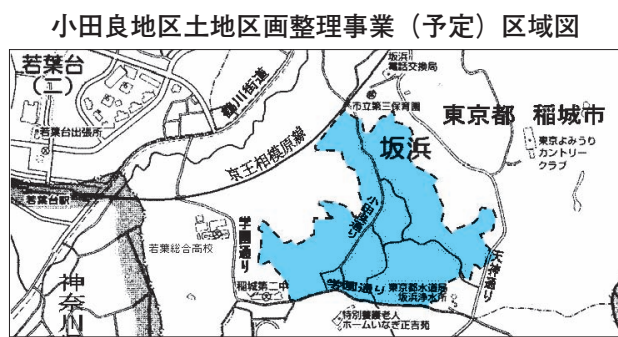 小田良地区土地区画整理事業（予定）区域図
若葉台
（二）
若葉台出張所
鶴川街道
京王相模原線
坂浜
電話交換局
市立第三保育園
東京都 稲城市
坂浜
東京よみうり
カントリー
クラブ
若葉台駅
若葉総合高校
学園通り
小田良通り
天神通り
稲城第二中
学園通り
東京都水道局
坂浜浄水所
特別養護老人
ホームいなぎ正吉苑
神奈川